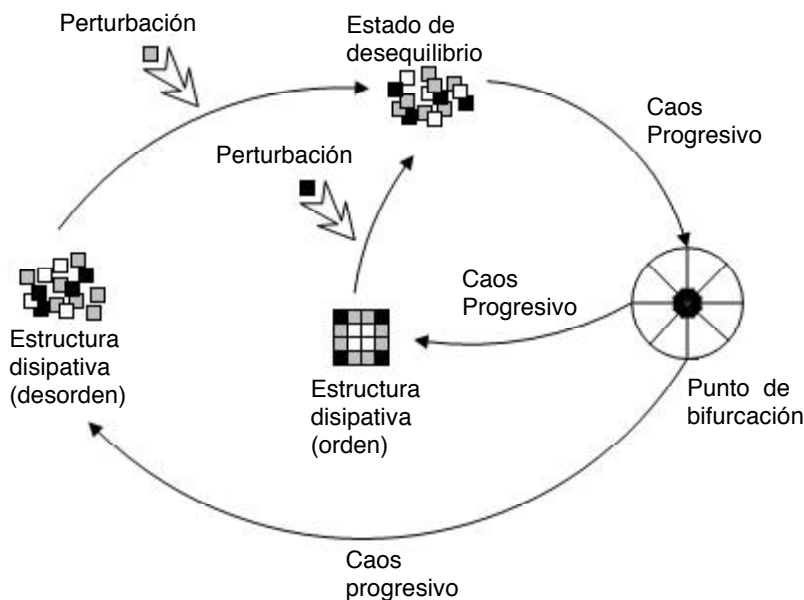 Perturbación
Estado de
desequilibrio
Caos
Progresivo
Perturbación
Caos
Progresivo
Estructura
disipativa
(desorden)
Estructura
disipativa
(orden)
Punto de
bifurcación
Caos
progresivo